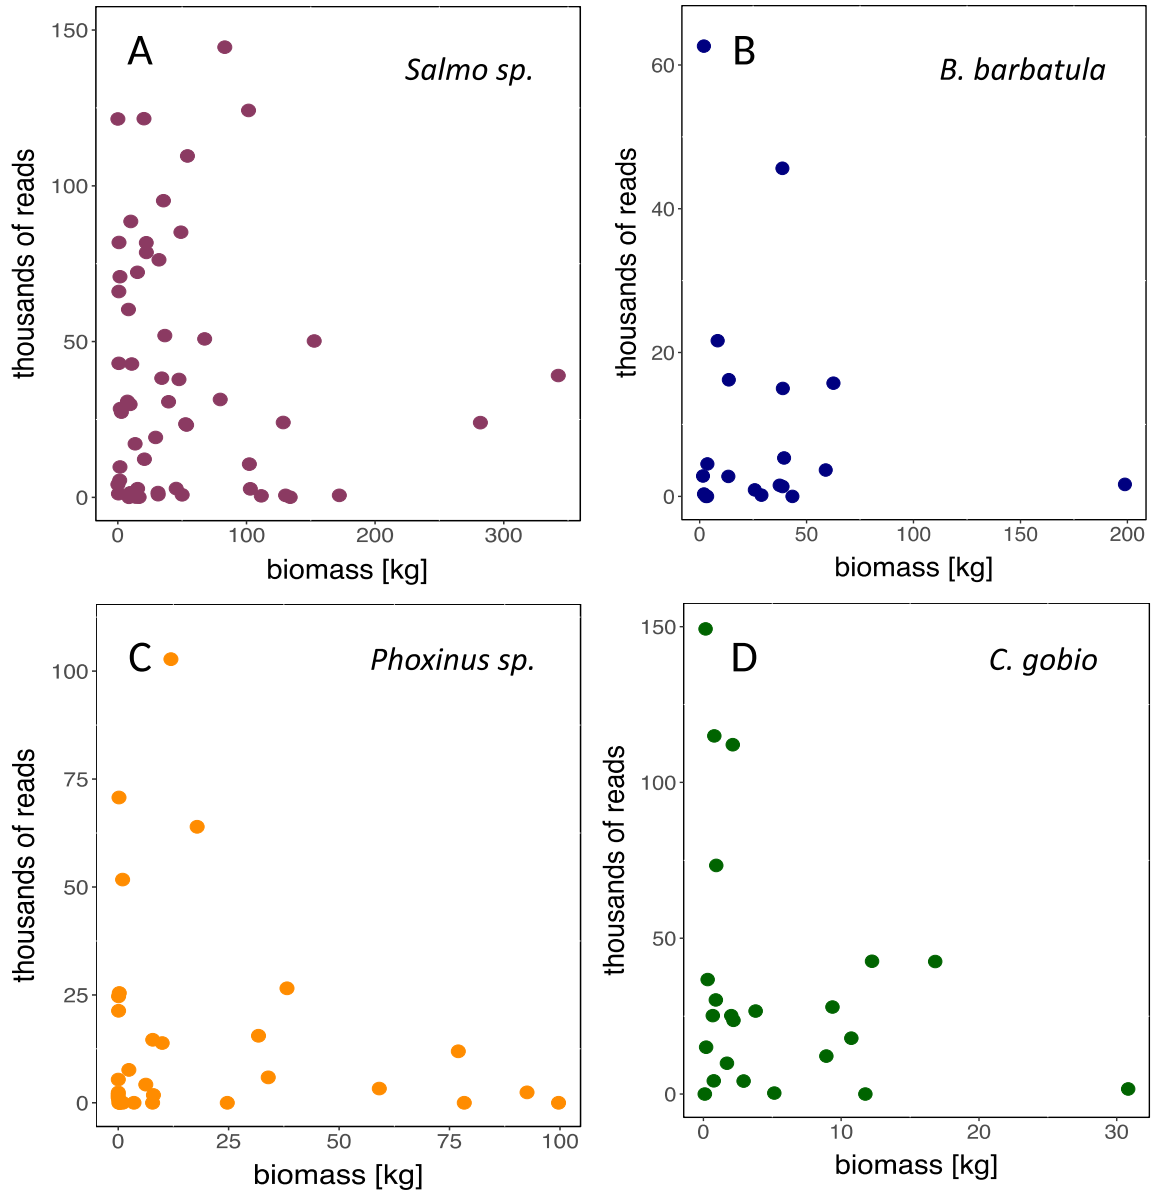 A
Salmo sp.
150
100
50
0
thousands of reads
0 100 200 300
biomass [kg]
B
B. barbatula
60
40
20
0
thousands of reads
0 50 100 150 200
biomass [kg]
C
Phoxinus sp.
100
75
50
25
0
thousands of reads
0 25 50 75 100
biomass [kg]
D
C. gobio
150
100
50
0
thousands of reads
0 10 20 30
biomass [kg]